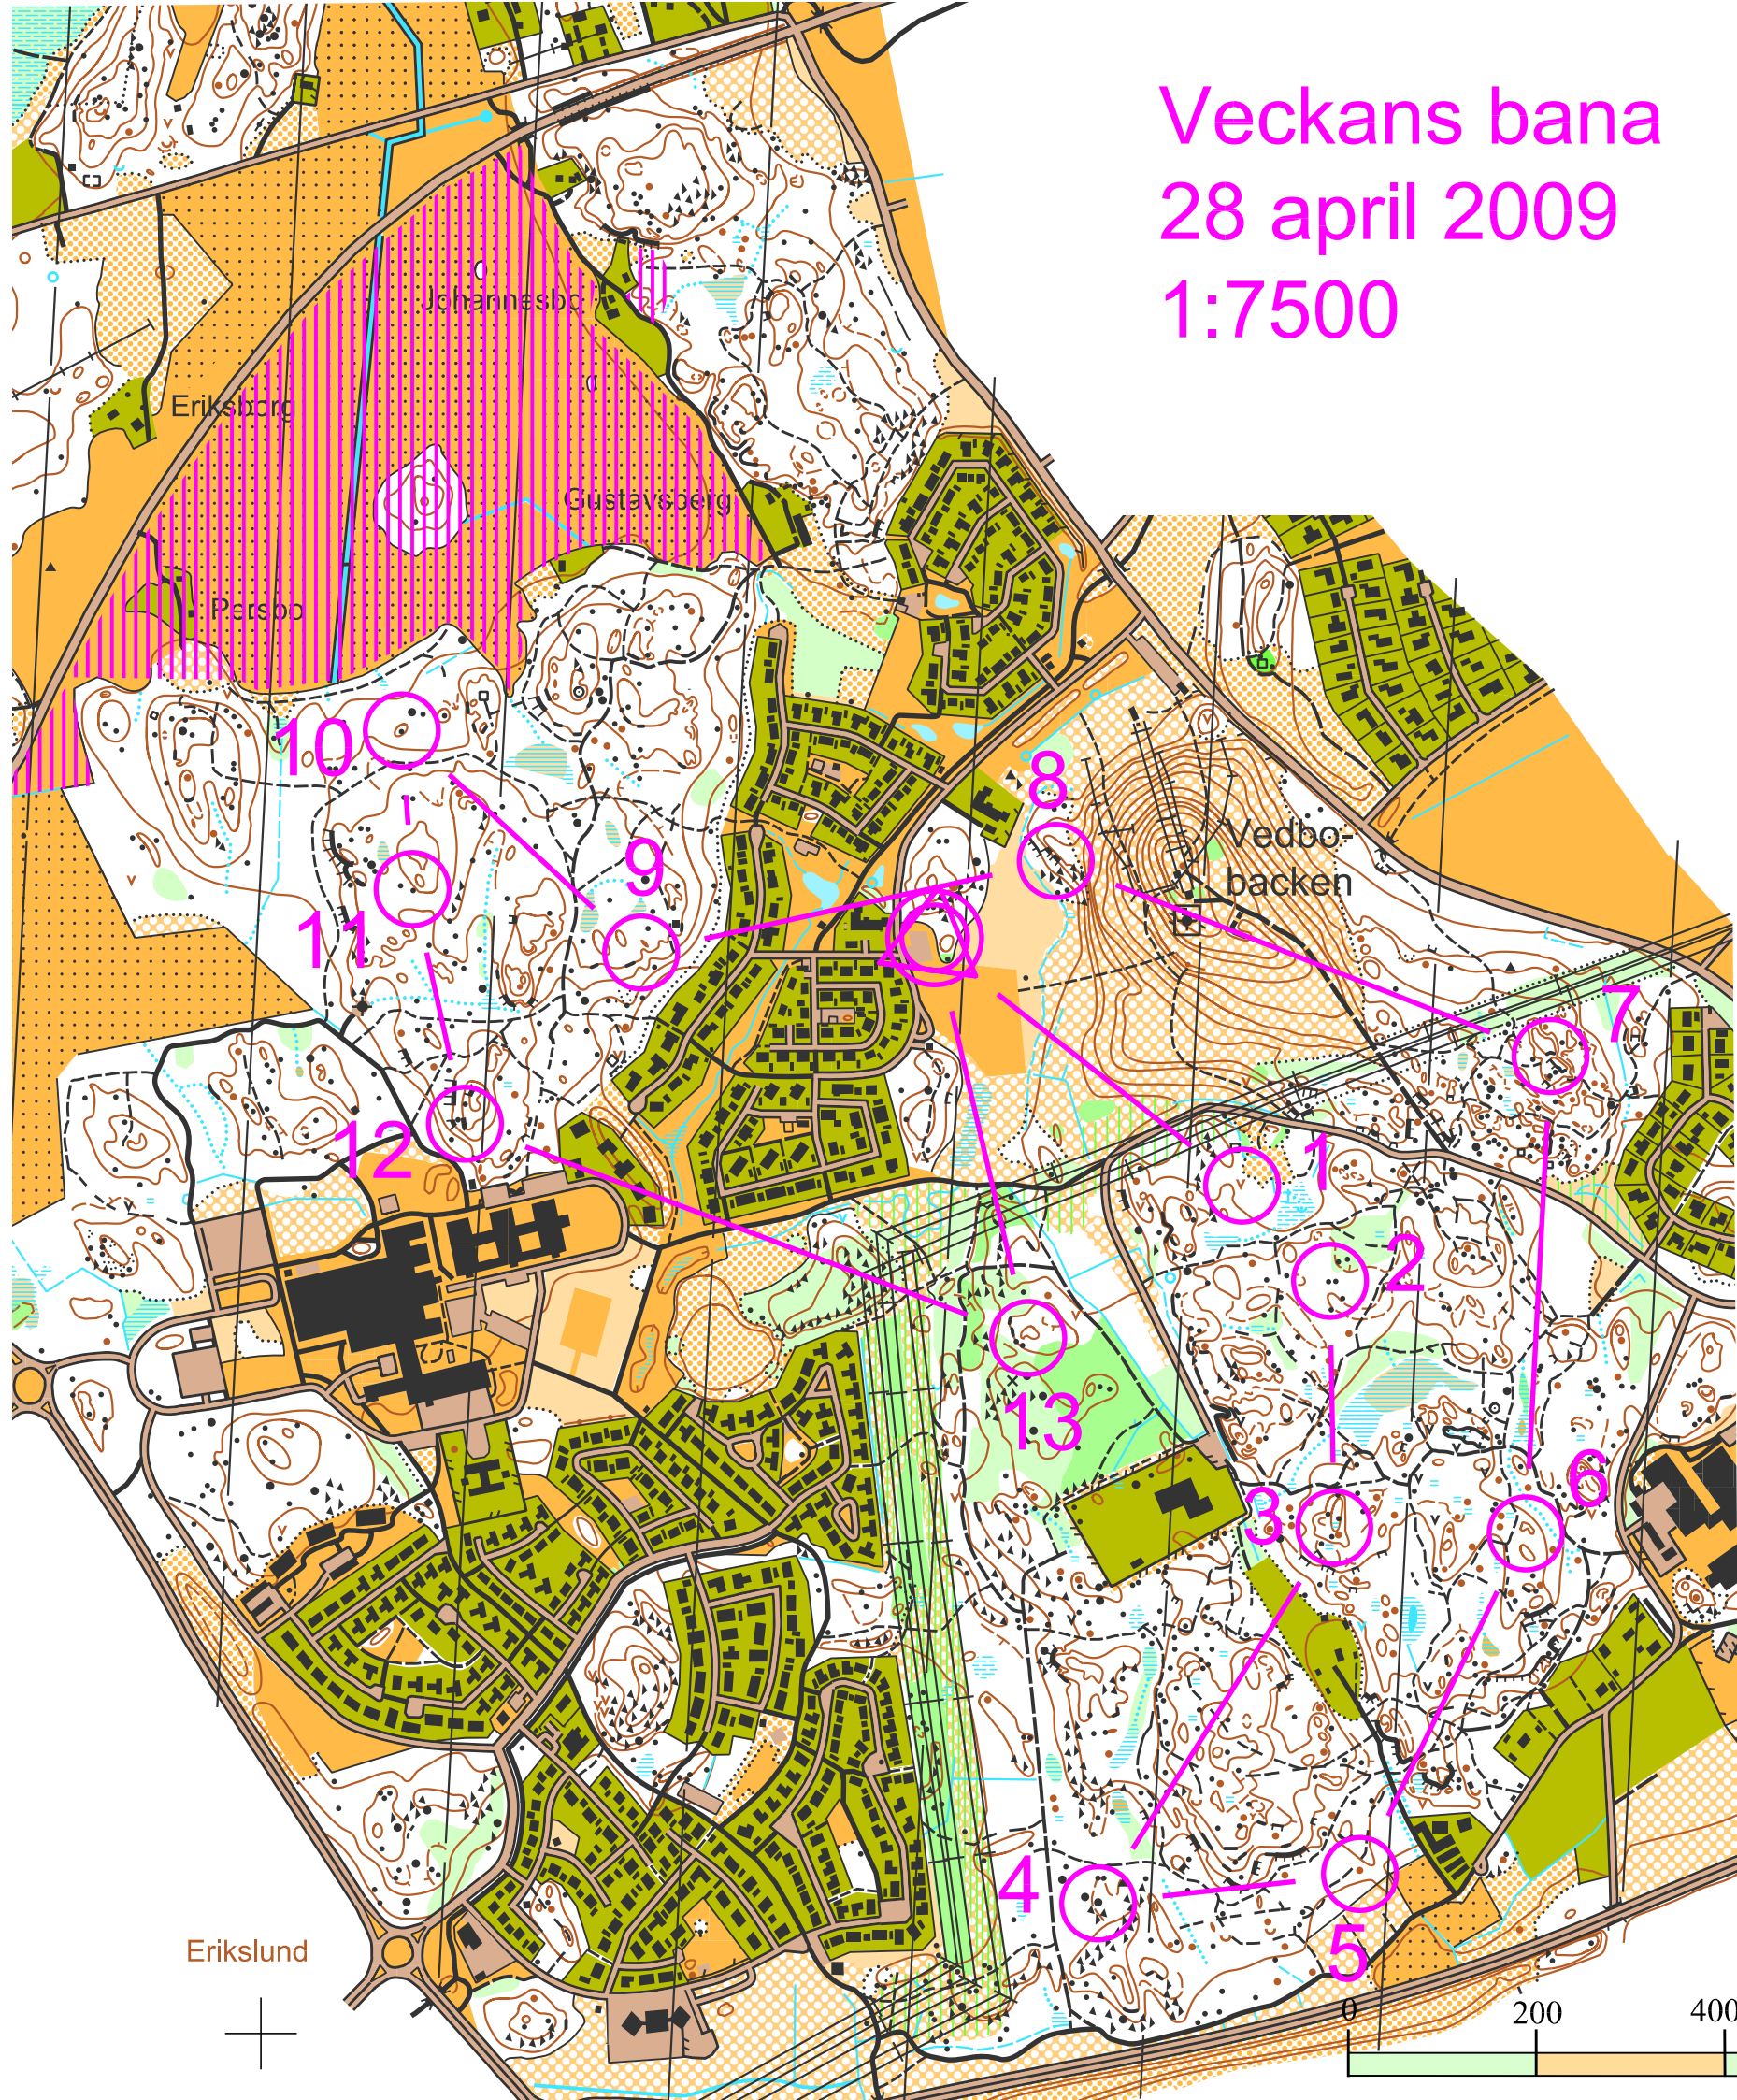 Veckans bana
28 april 2009
1:7500
Johannesbo
Eriksborg
Gustavsberg
Persbo
10
8
Vedbo-
backen
9
11
7
12
1
2
13
3
6
4
5
Erikslund
0 200 400